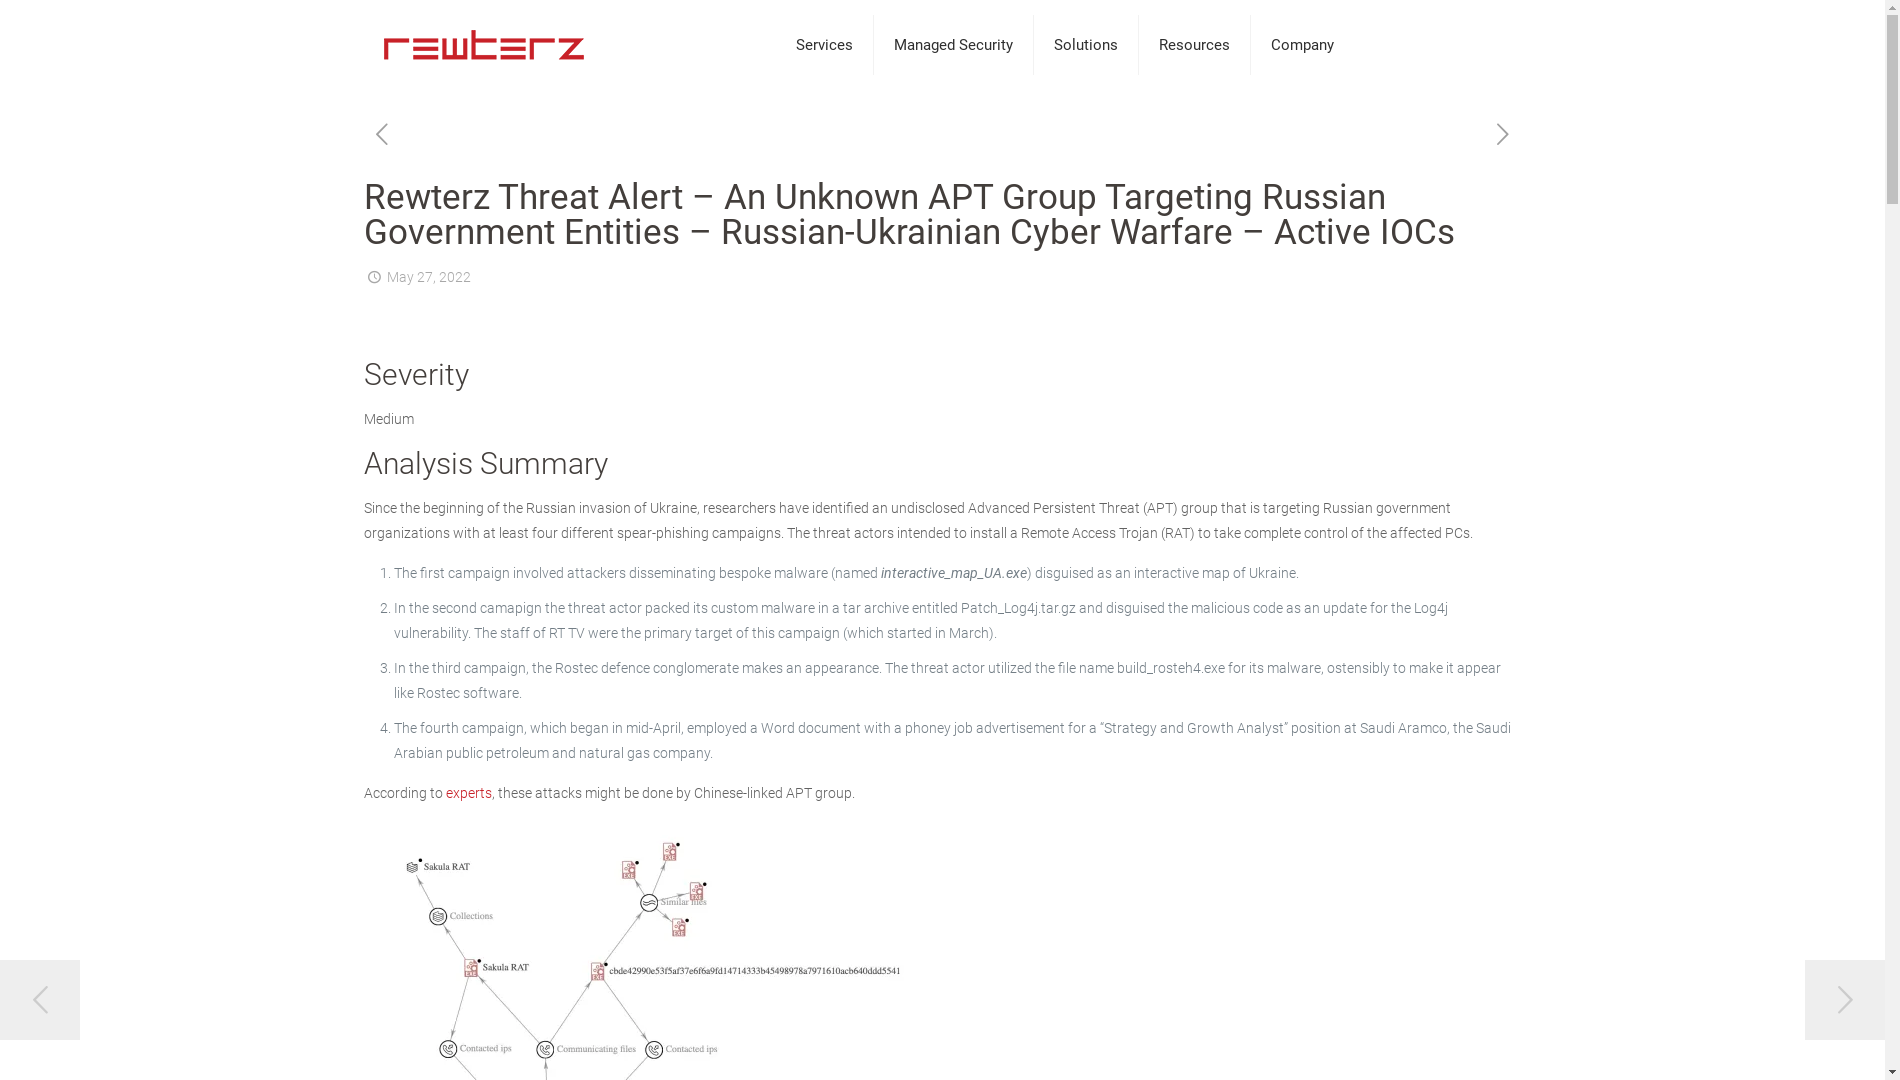 rewterz
Services
Managed Security
Solutions
Resources
Company
Rewterz Threat Alert – An Unknown APT Group Targeting Russian
Government Entities – Russian-Ukrainian Cyber Warfare – Active IOCs
May 27, 2022
Severity
Medium
Analysis Summary
Since the beginning of the Russian invasion of Ukraine, researchers have identified an undisclosed Advanced Persistent Threat (APT) group that is targeting Russian government
organizations with at least four different spear-phishing campaigns. The threat actors intended to install a Remote Access Trojan (RAT) to take complete control of the affected PCs.
1. The first campaign involved attackers disseminating bespoke malware (named interactive_map_UA.exe) disguised as an interactive map of Ukraine.
2. In the second camapign the threat actor packed its custom malware in a tar archive entitled Patch_Log4j.tar.gz and disguised the malicious code as an update for the Log4j
vulnerability. The staff of RT TV were the primary target of this campaign (which started in March).
3. In the third campaign, the Rostec defence conglomerate makes an appearance. The threat actor utilized the file name build_rosteh4.exe for its malware, ostensibly to make it appear
like Rostec software.
4. The fourth campaign, which began in mid-April, employed a Word document with a phoney job advertisement for a “Strategy and Growth Analyst” position at Saudi Aramco, the Saudi
Arabian public petroleum and natural gas company.
According to experts, these attacks might be done by Chinese-linked APT group.
Sakula RAT
Similar files
Collections
Sakula RAT
cbde42990e53f5af37e6f6a9fd14714333b45498978a7971610acb640ddd5541
Contacted ips
Communicating files
Contacted ips